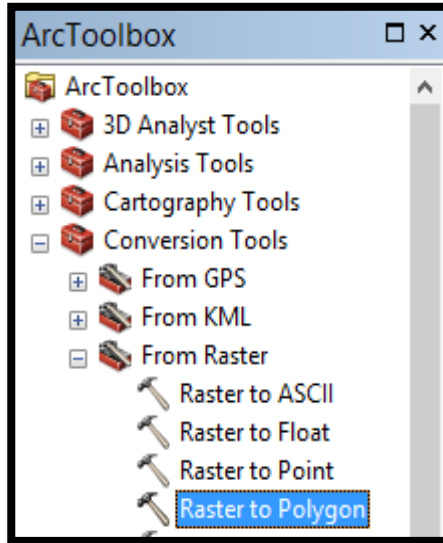 ArcToolbox
ArcToolbox
3D Analyst Tools
Analysis Tools
Cartography Tools
Conversion Tools
From GPS
From KML
From Raster
Raster to ASCII
Raster to Float
Raster to Point
Raster to Polygon